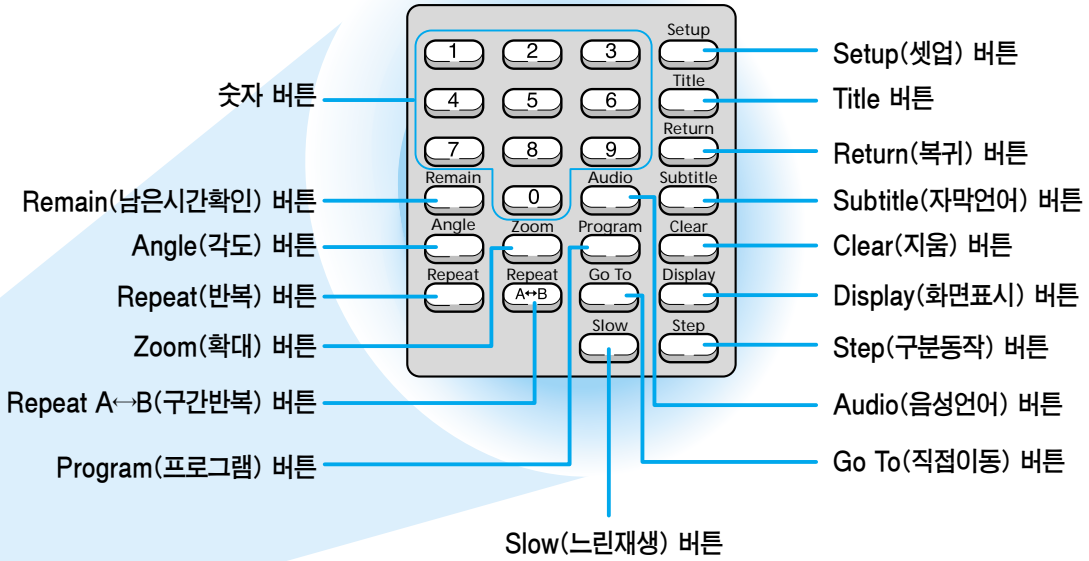 Setup
1 2 3
Setup(셋업) 버튼
숫자 버튼
Title
4 5 6
Title 버튼
Return
7 8 9
Return(복귀) 버튼
Remain Audio Subtitle
0
Remain(남은시간확인) 버튼
Subtitle(자막언어) 버튼
Angle Zoom Program Clear
Angle(각도) 버튼
Clear(지움) 버튼
Repeat Repeat Go To Display
A↔B
Repeat(반복) 버튼
Display(화면표시) 버튼
Slow Step
Zoom(확대) 버튼
Step(구분동작) 버튼
Repeat A↔B(구간반복) 버튼
Audio(음성언어) 버튼
Program(프로그램) 버튼
Go To(직접이동) 버튼
Slow(느린재생) 버튼